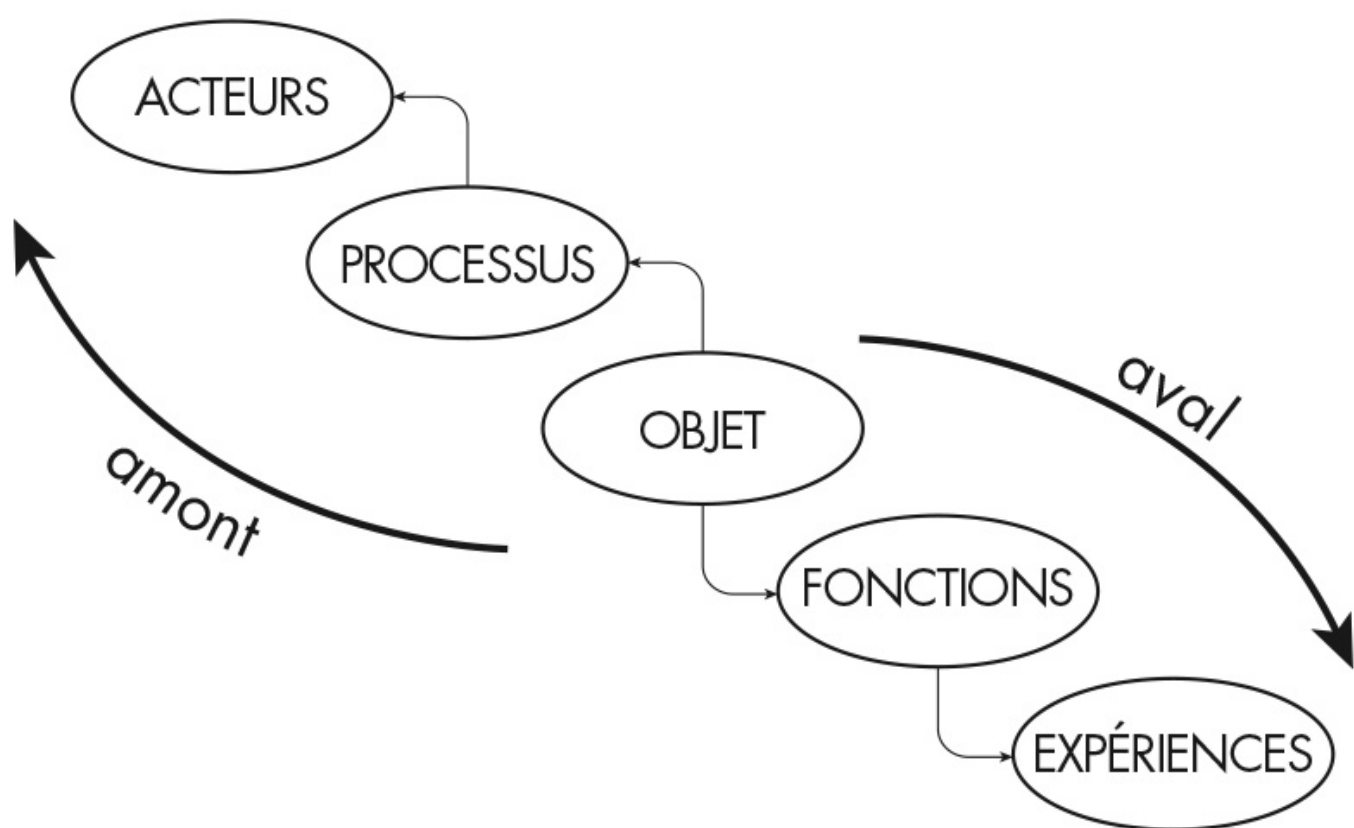 ACTEURS
PROCESSUS
OBJET
aval
amont
FONCTIONS
EXPÉRIENCES